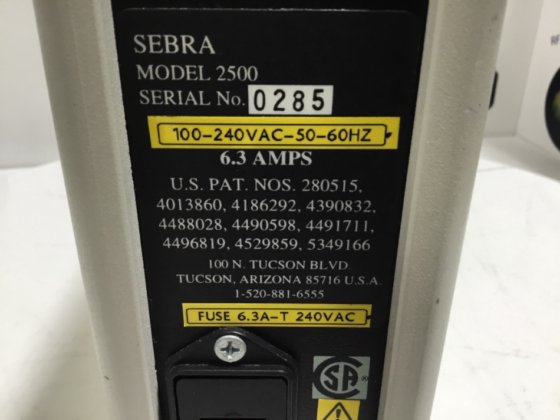 SEBRA
MODEL 2500
SERIAL No. 0285
100-240VAC-50-60HZ
6.3 AMPS
U.S. PAT. NOS. 280515,
4013860, 4186292, 4390832,
4488028, 4490598, 4491711,
4496819, 4529859, 5349166
100 N. TUCSON BLVD.
TUCSON, ARIZONA 85716 U.S.A.
1-520-881-6555
FUSE 6.3A-T 240VAC
SA ®